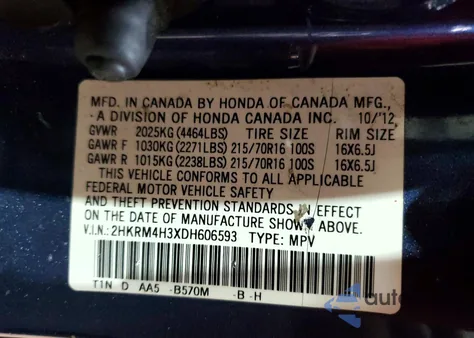 MFD. IN CANADA BY HONDA OF CANADA MFG.,
A DIVISION OF HONDA CANADA INC. 10/'12
GVWR 2025KG (4464LBS) TIRE SIZE RIM SIZE
GAWR F 1030KG (2271LBS) 215/70R16 100S 16X6.5J
GAWR R 1015KG (2238LBS) 215/70R16 100S 16X6.5J
THIS VEHICLE CONFORMS TO ALL APPLICABLE
FEDERAL MOTOR VEHICLE SAFETY
AND THEFT PREVENTION STANDARDS IN EFFECT
ON THE DATE OF MANUFACTURE SHOWN ABOVE.
V.I.N.: 2HKRM4H3XDH606593 TYPE: MPV
T1N D AA5 -B570M -B-H